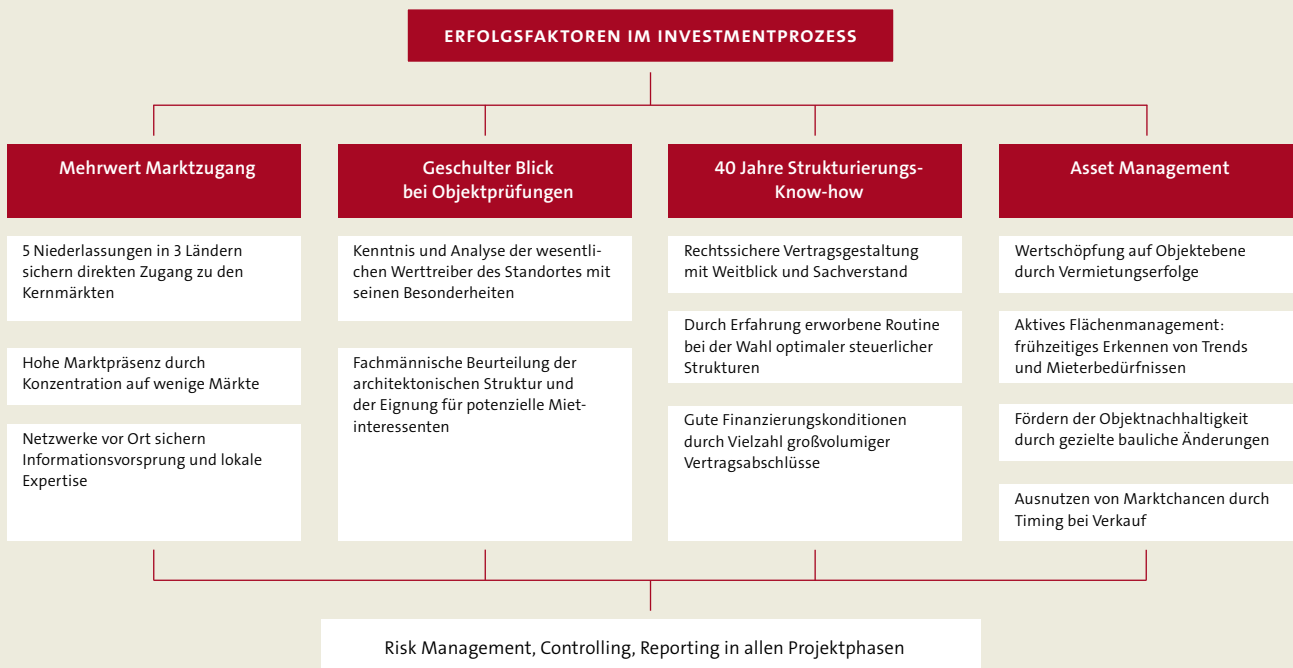 ERFOLGSFAKTOREN IM INVESTMENTPROZESS
Mehrwert Marktzugang
5 Niederlassungen in 3 Ländern
sichern direkten Zugang zu den
Kernmärkten
Hohe Marktpräsenz durch
Konzentration auf wenige Märkte
Netzwerke vor Ort sichern
Informationsvorsprung und lokale
Expertise
Geschulter Blick
bei Objektprüfungen
Kenntnis und Analyse der wesentli-
chen Werttreiber des Standortes mit
seinen Besonderheiten
Fachmännische Beurteilung der
architektonischen Struktur und
der Eignung für potenzielle Miet-
interessenten
40 Jahre Strukturierungs-
Know-how
Rechtssichere Vertragsgestaltung
mit Weitblick und Sachverstand
Durch Erfahrung erworbene Routine
bei der Wahl optimaler steuerlicher
Strukturen
Gute Finanzierungskonditionen
durch Vielzahl großvolumiger
Vertragsabschlüsse
Asset Management
Wertschöpfung auf Objektebene
durch Vermietungserfolge
Aktives Flächenmanagement:
frühzeitiges Erkennen von Trends
und Mieterbedürfnissen
Fördern der Objektnachhaltigkeit
durch gezielte bauliche Änderungen
Ausnutzen von Marktchancen durch
Timing bei Verkauf
Risk Management, Controlling, Reporting in allen Projektphasen